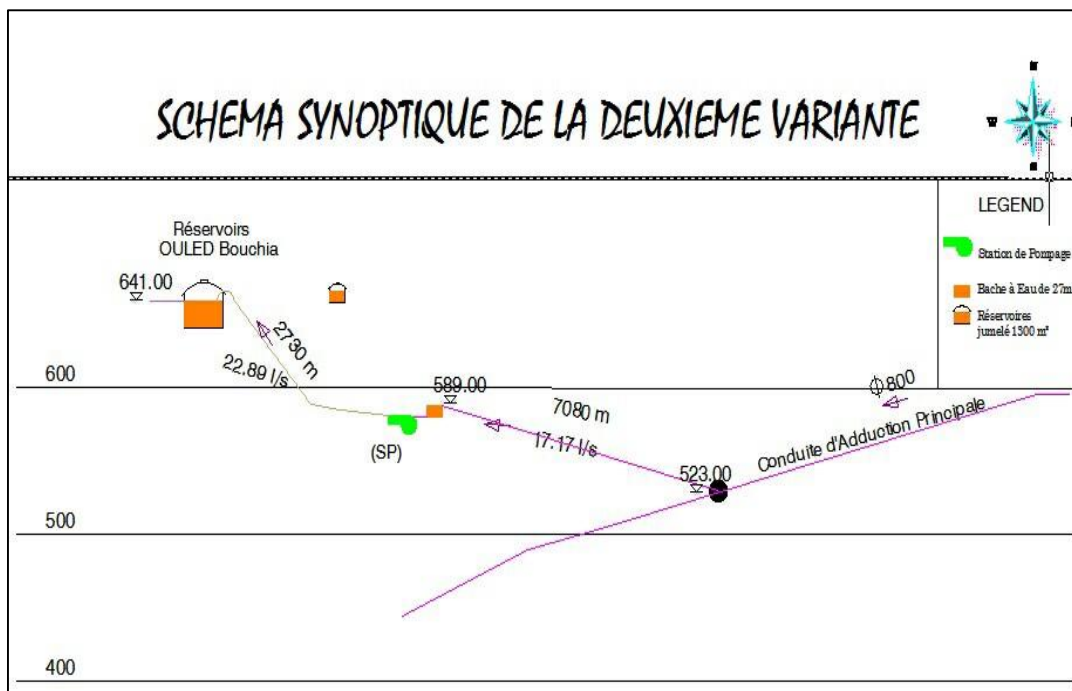 SCHEMA SYNOPTIQUE DE LA DEUXIEME VARIANTE
LEGEND
Station de Pompage
Bache à Eau de 27m
Réservoires
jumelé 1300 m³
Réservoirs
OULED Bouchia
641.00
2730 m
22.89 l/s
600
589.00
7080 m
17.17 l/s
(SP)
Φ800
Conduite d'Adduction Principale
523.00
500
400